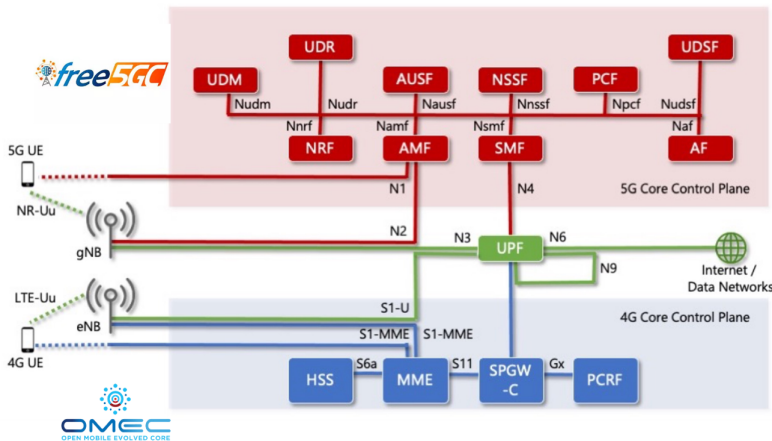 free5GC
UDR
UDSF
UDM
AUSF
NSSF
PCF
Nudm
Nudr
Nausf
Nnssf
Npcf
Nudsf
Nnrf
Namf
Nsmf
Naf
NRF
AMF
SMF
AF
5G UE
N1
N4
5G Core Control Plane
NR-Uu
N2
gNB
N3
UPF
N6
N9
Internet /
Data Networks
LTE-Uu
S1-U
4G Core Control Plane
eNB
S1-MME
S1-MME
4G UE
HSS
S6a
MME
S11
SPGW
-C
Gx
PCRF
OMEC
OPEN MOBILE EVOLVED CORE